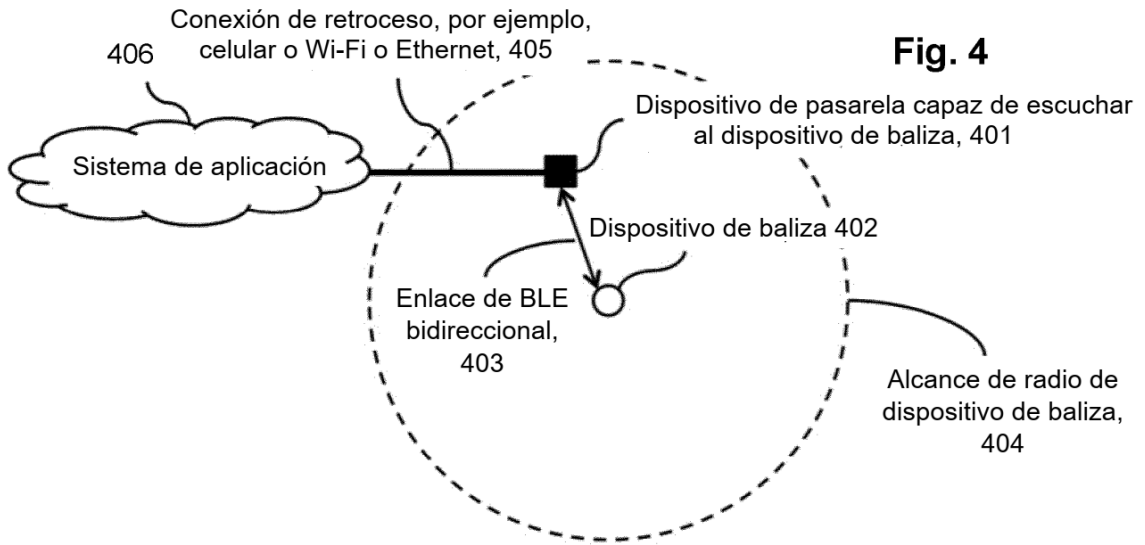 Conexión de retroceso, por ejemplo,
celular o Wi-Fi o Ethernet, 405
406
Fig. 4
Dispositivo de pasarela capaz de escuchar
al dispositivo de baliza, 401
Sistema de aplicación
Dispositivo de baliza 402
Enlace de BLE
bidireccional,
403
Alcance de radio de
dispositivo de baliza,
404